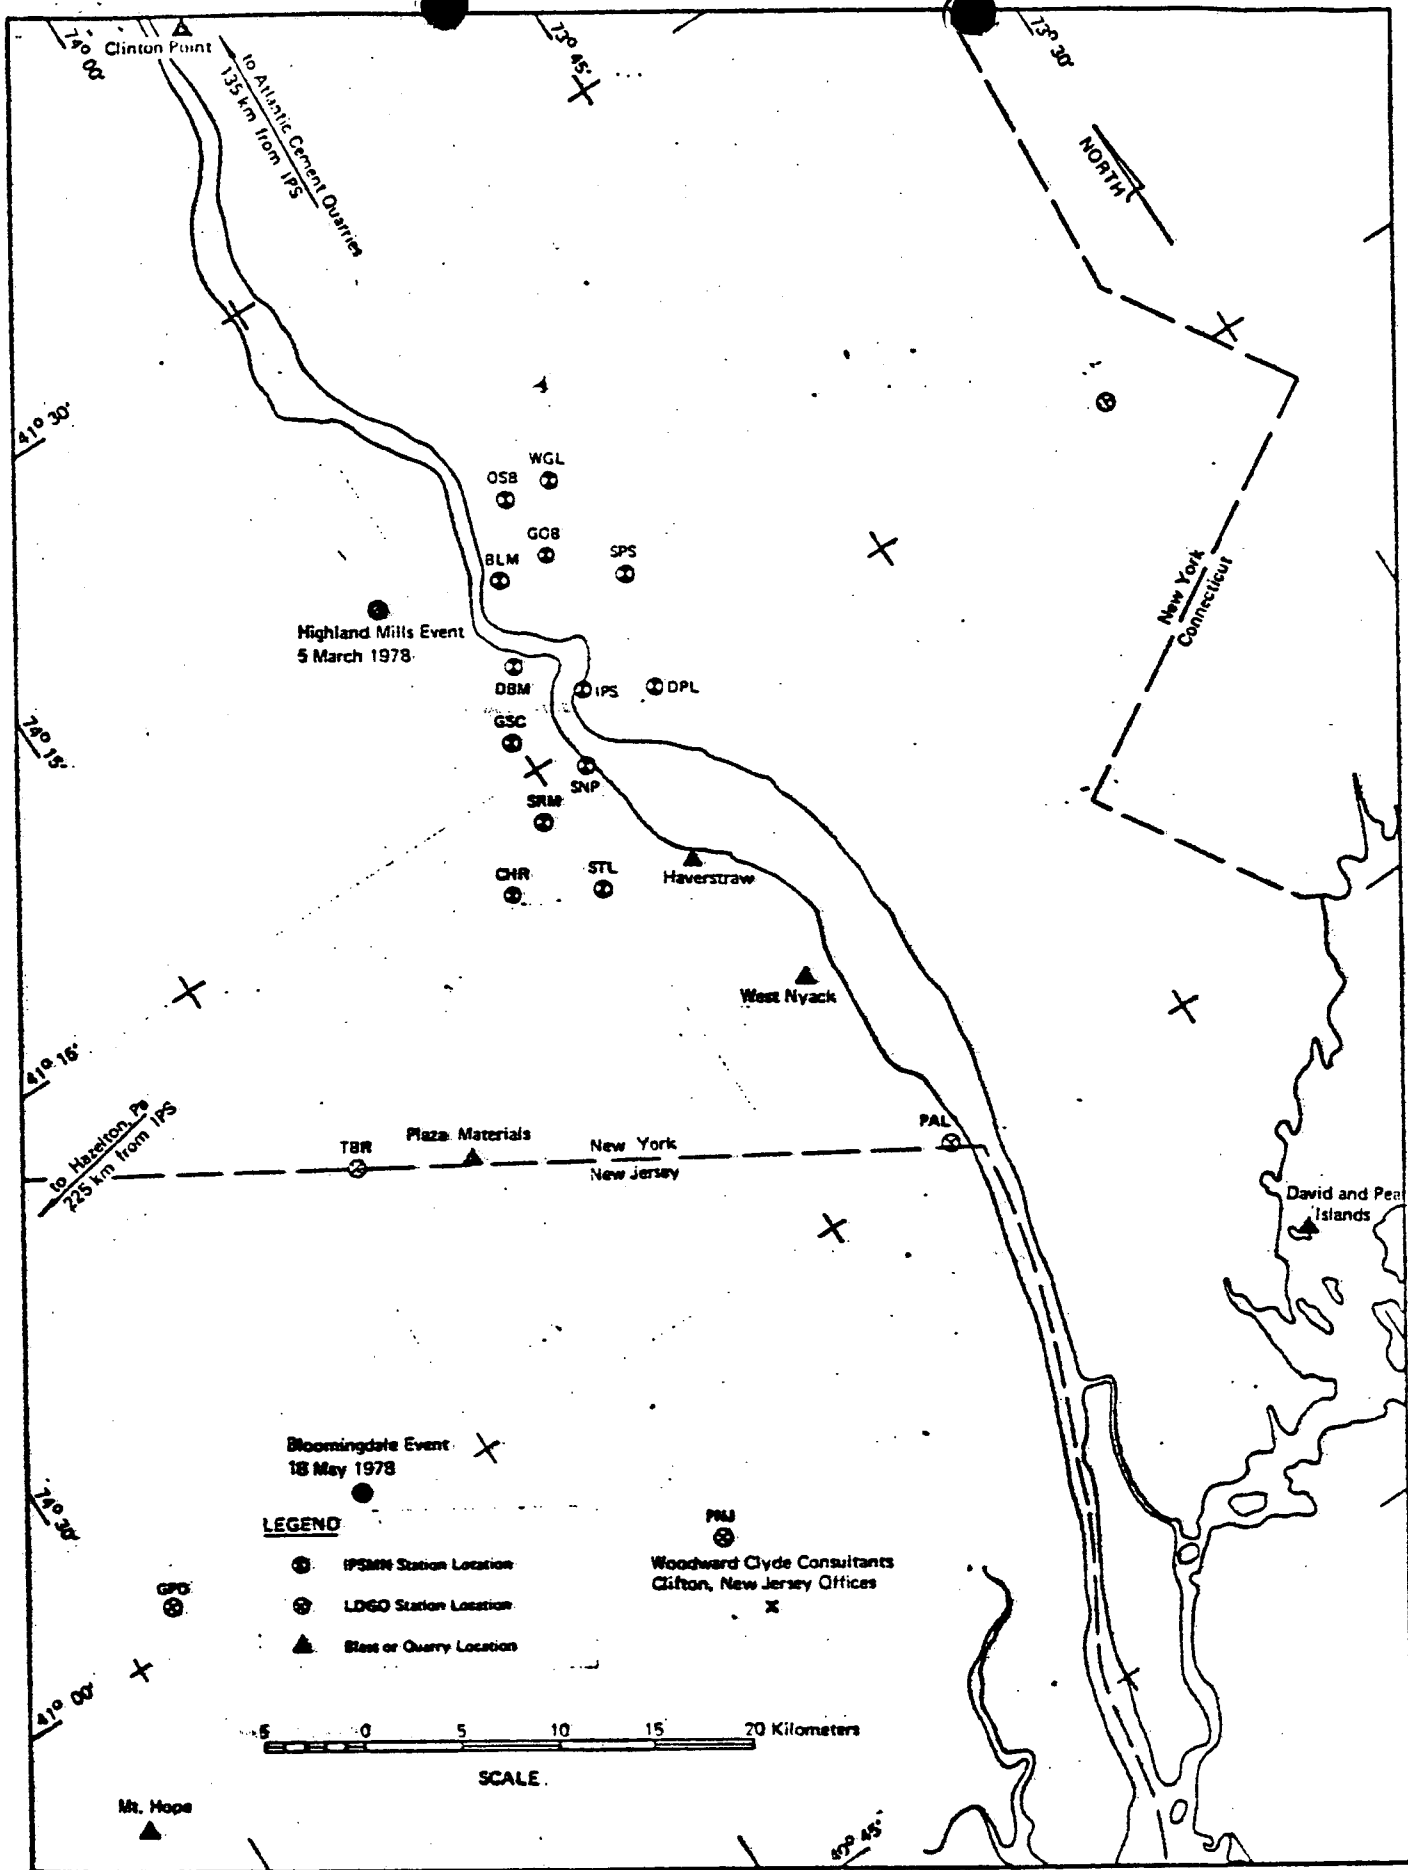 74° 00'
Clinton Point
to Atlantic Cement Quarries
135 km from IPS
73° 45'
73° 30'
NORTH
41° 30'
WGL
OSB
GOB
BLM
SPS
Highland Mills Event
5 March 1978
New York
Connecticut
DBM
IPS
DPL
GSC
74° 15'
SNP
SRM
CHR
STL
Haverstraw
West Nyack
41° 15'
to Hazelton, Pa
225 km from IPS
TBR
Plaza Materials
New York
New Jersey
PAL
David and Pea
Islands
Bloomingdale Event
18 May 1978
74° 30'
LEGEND
IPSMN Station Location
LDGO Station Location
Blast or Quarry Location
PNJ
Woodward Clyde Consultants
Clifton, New Jersey Offices
GPD
41° 00'
5 0 5 10 15 20 Kilometers
SCALE
Mt. Hope
40° 45'